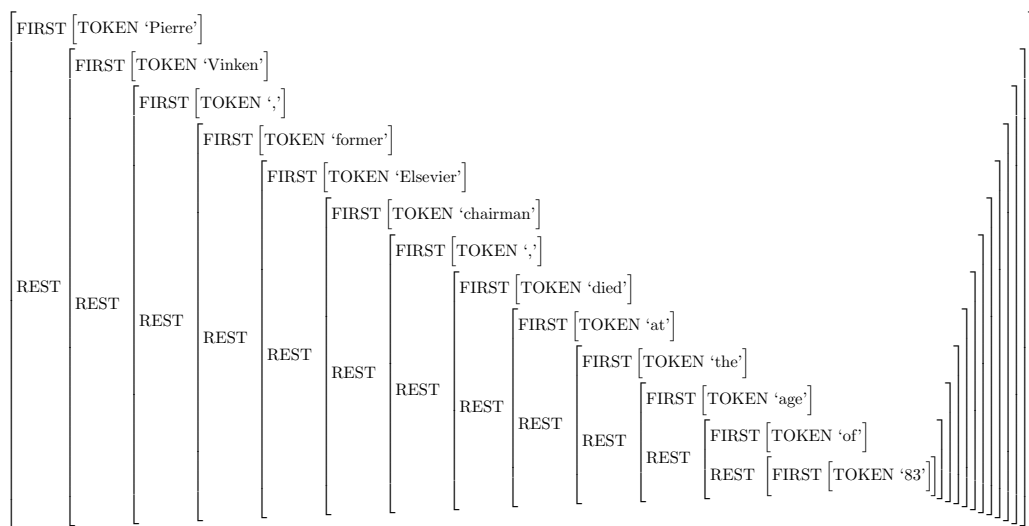 FIRST [TOKEN ‘Pierre’]
FIRST [TOKEN ‘Vinken’]
FIRST [TOKEN ‘,’]
FIRST [TOKEN ‘former’]
FIRST [TOKEN ‘Elsevier’]
FIRST [TOKEN ‘chairman’]
FIRST [TOKEN ‘,’]
REST FIRST [TOKEN ‘died’]
REST
REST FIRST [TOKEN ‘at’]
REST
REST FIRST [TOKEN ‘the’]
REST
REST FIRST [TOKEN ‘age’]
REST
REST
REST FIRST [TOKEN ‘of’]
REST
REST
REST [FIRST [TOKEN ‘83’]]